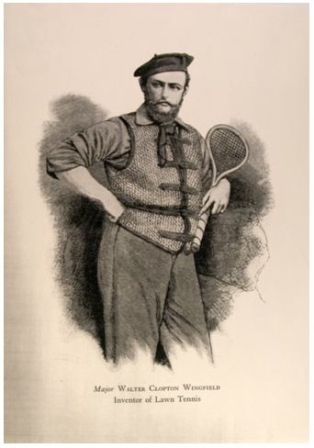 Major Walter Clopton Wingfield
Inventor of Lawn Tennis